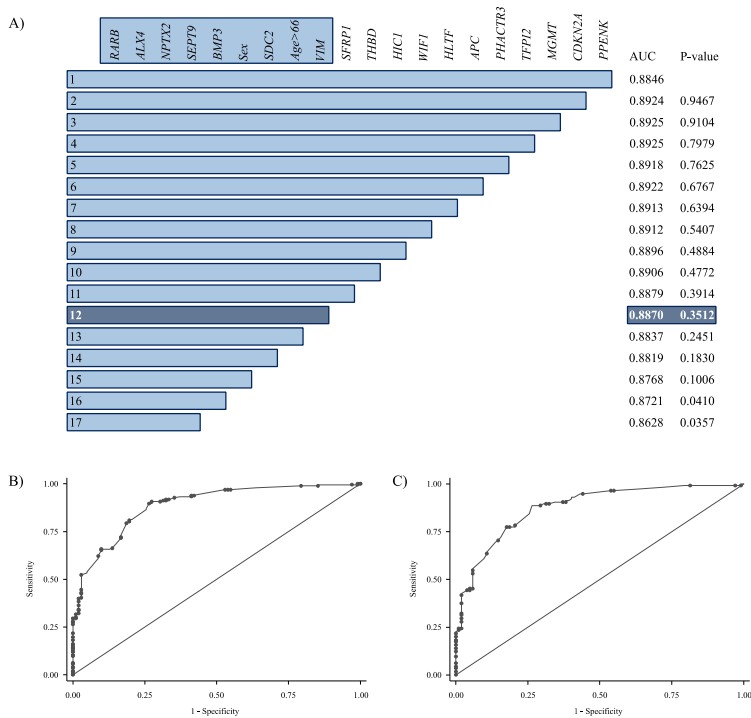 A)
RARB ALX4 NPTX2 SEPT9 BMP3 Sex SDC2 Age>66 VIM SFRP1 THBD HIC1 WIF1 HLTF APC PHACTR3 TFPI2 MGMT CDKN2A PPENK
AUC P-value
1 0.8846
2 0.8924 0.9467
3 0.8925 0.9104
4 0.8925 0.7979
5 0.8918 0.7625
6 0.8922 0.6767
7 0.8913 0.6394
8 0.8912 0.5407
9 0.8896 0.4884
10 0.8906 0.4772
11 0.8879 0.3914
12 0.8870 0.3512
13 0.8837 0.2451
14 0.8819 0.1830
15 0.8768 0.1006
16 0.8721 0.0410
17 0.8628 0.0357
B)
1.00
0.75
0.50
0.25
0.00
Sensitivity
0.00 0.25 0.50 0.75 1.00
1 - Specificity
C)
1.00
0.75
0.50
0.25
0.00
Sensitivity
0.00 0.25 0.50 0.75 1.00
1 - Specificity